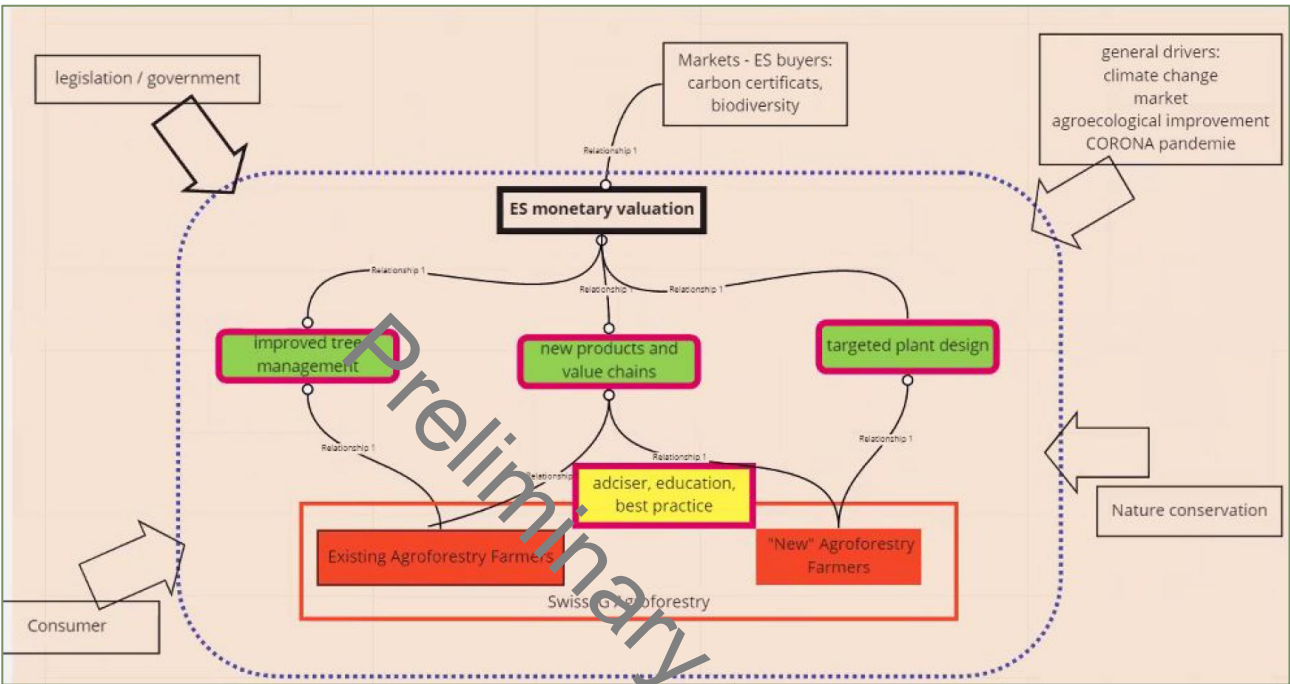 legislation / government
Markets - ES buyers:
carbon certificats,
biodiversity
general drivers:
climate change
market
agroecological improvement
CORONA pandemie
Relationship 1
ES monetary valuation
Relationship 1
Relationship 1
Relationship 1
improved tree
management
new products and
value chains
targeted plant design
Preliminary
Relationship 1
Relationship
Relationship 1
Relationship 1
adciser, education,
best practice
Nature conservation
Existing Agroforestry Farmers
"New" Agroforestry
Farmers
Swiss IG Agroforestry
Consumer